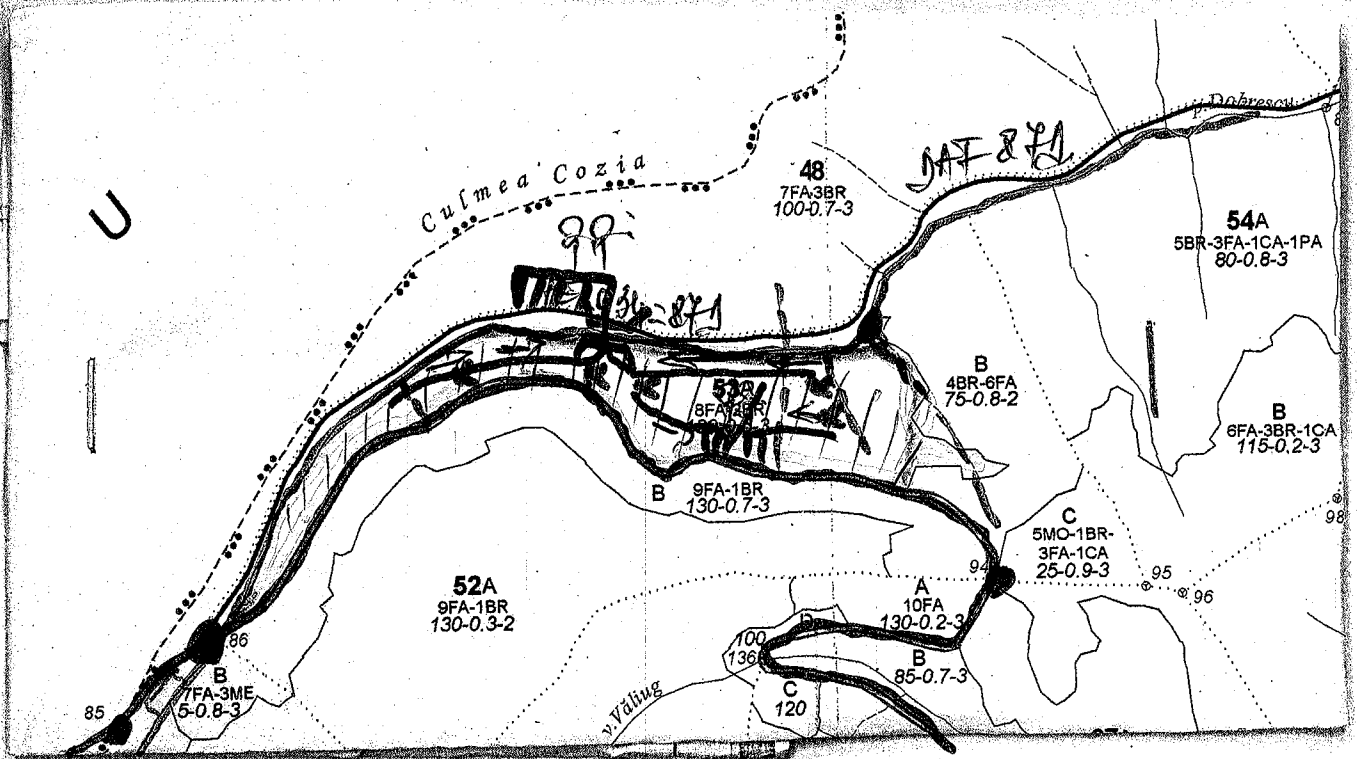 p. Dobrescu
DAF 871
48
7FA-3BR
100-0.7-3
Culmea Cozia
54A
5BR-3FA-1CA-1PA
80-0.8-3
U
871
B
4BR-6FA
75-0.8-2
53A
B
6FA-3BR-1CA
115-0.2-3
B
9FA-1BR
130-0.7-3
98
C
5MO-1BR-
3FA-1CA
25-0.9-3
94
95
96
52A
9FA-1BR
130-0.3-2
A
10FA
130-0.2-3
D
100
136
B
85-0.7-3
86
B
7FA-3ME
5-0.8-3
C
120
85
v.Văliug